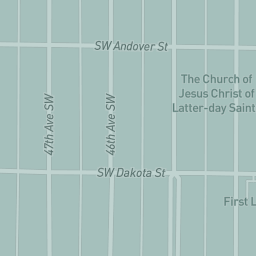 SW Andover St
The Church of
Jesus Christ of
Latter-day Saint
47th Ave SW
46th Ave SW
SW Dakota St
First L